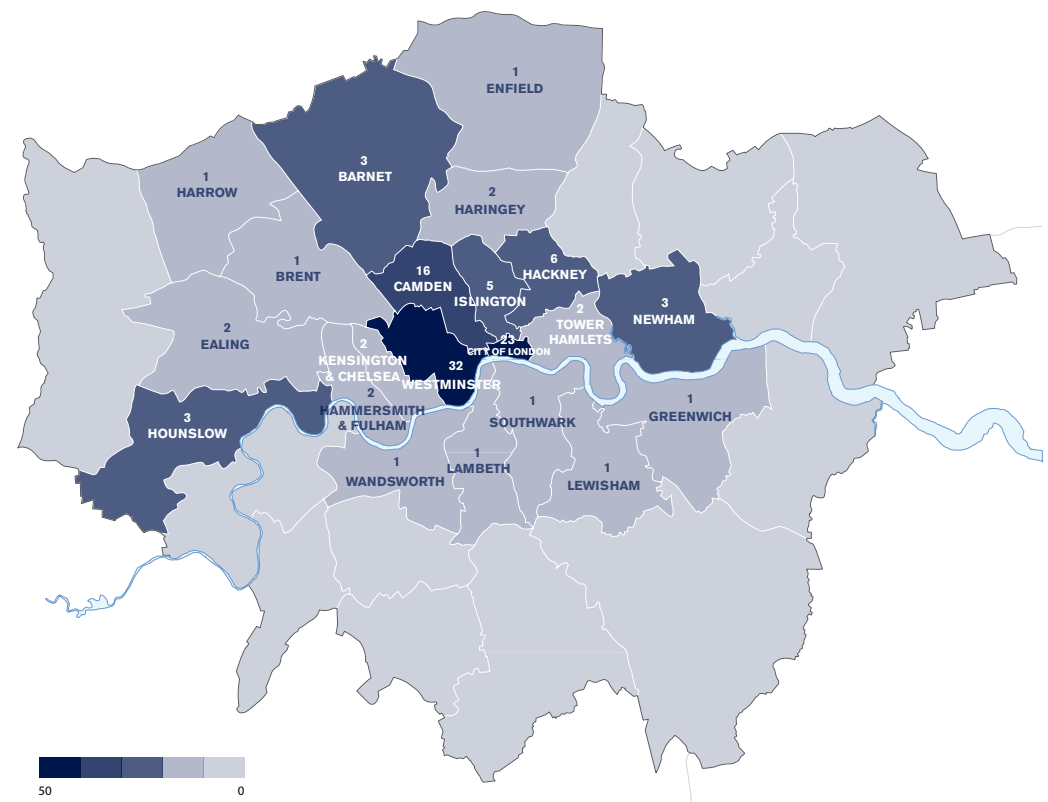 1
ENFIELD
3
BARNET
1
HARROW
2
HARINGEY
6
HACKNEY
16
CAMDEN
1
BRENT
5
ISLINGTON
3
NEWHAM
2
TOWER
HAMLETS
2
EALING
2
KENSINGTON
& CHELSEA
23
CITY OF LONDON
32
WESTMINSTER
2
HAMMERSMITH
& FULHAM
3
HOUNSLOW
1
SOUTHWARK
1
GREENWICH
1
WANDSWORTH
1
LAMBETH
1
LEWISHAM
50
0